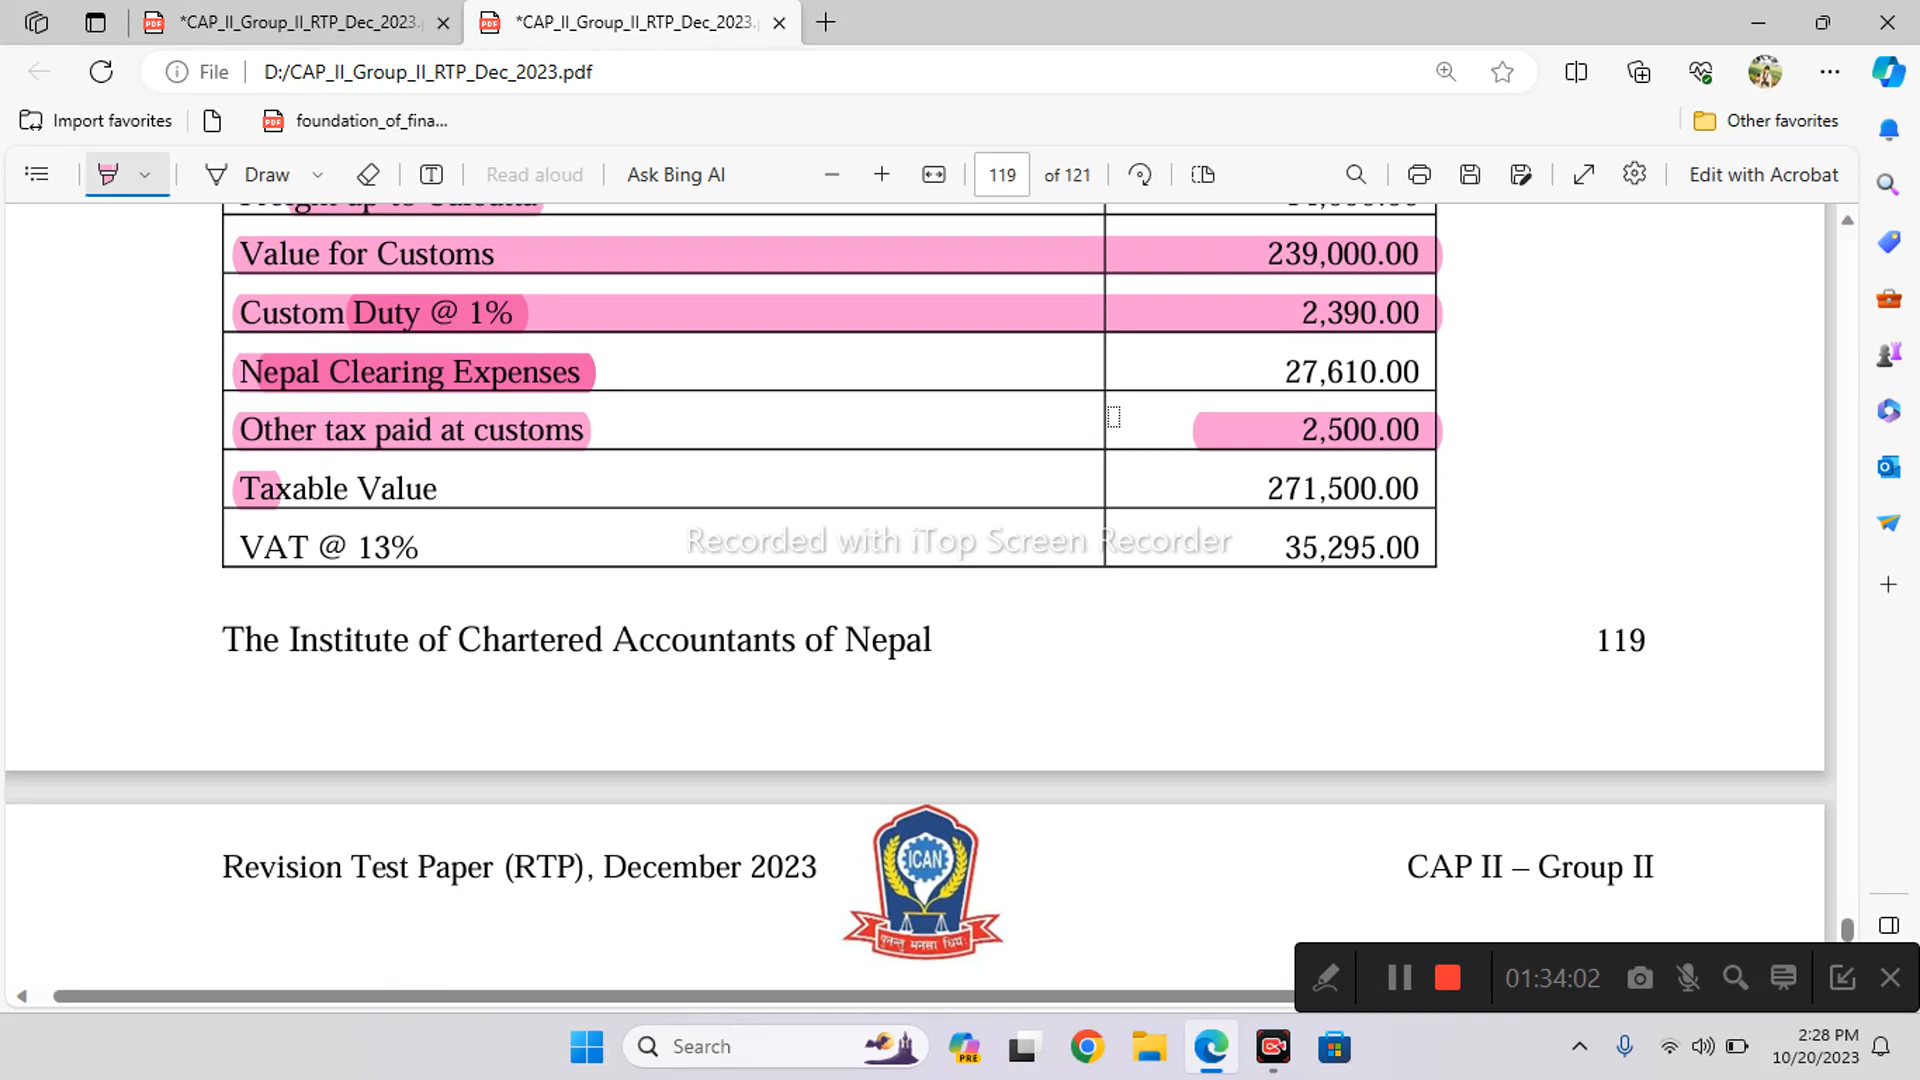 *CAP_II_Group_II_RTP_Dec_2023.
*CAP_II_Group_II_RTP_Dec_2023.
File
D:/CAP_II_Group_II_RTP_Dec_2023.pdf
Import favorites
foundation_of_fina...
Other favorites
Draw
Read aloud
Ask Bing AI
119
of 121
Edit with Acrobat
Value for Customs 239,000.00
Custom Duty @ 1% 2,390.00
Nepal Clearing Expenses 27,610.00
Other tax paid at customs 2,500.00
Taxable Value 271,500.00
VAT @ 13% 35,295.00
Recorded with iTop Screen Recorder
The Institute of Chartered Accountants of Nepal 119
Revision Test Paper (RTP), December 2023
ICAN
पुनन्तु मनसा धियः
CAP II – Group II
01:34:02
Search
PRE
2:28 PM
10/20/2023